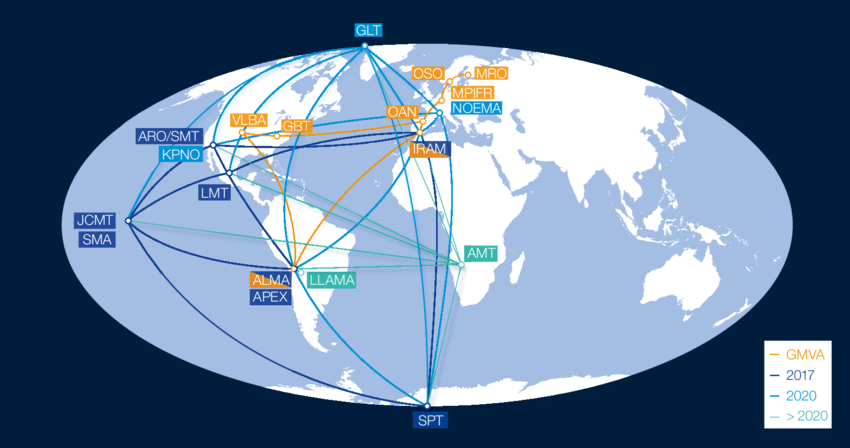 GLT
OSO
MRO
MPIFR
NOEMA
OAN
VLBA
GBT
ARO/SMT
KPNO
IRAM
LMT
JCMT
SMA
AMT
ALMA
LLAMA
APEX
SPT
GMVA
2017
2020
> 2020